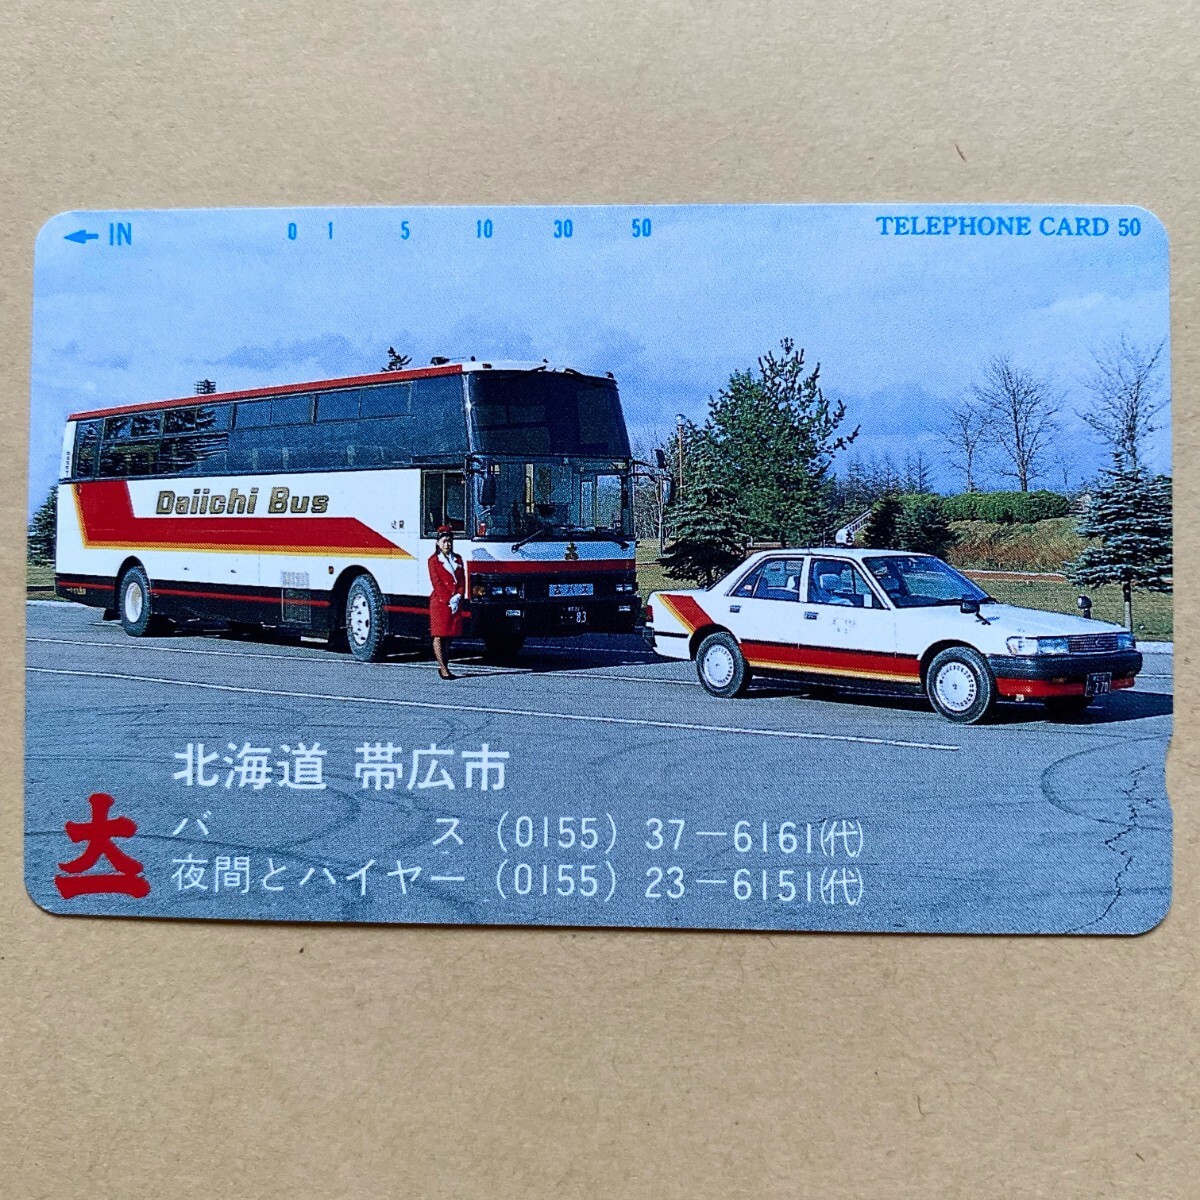 IN 0 1 5 10 30 50 TELEPHONE CARD 50
Daiichi Bus
83
北海道 帯広市
バス (0155) 37-6161(代)
夜間とハイヤー (0155) 23-6151(代)